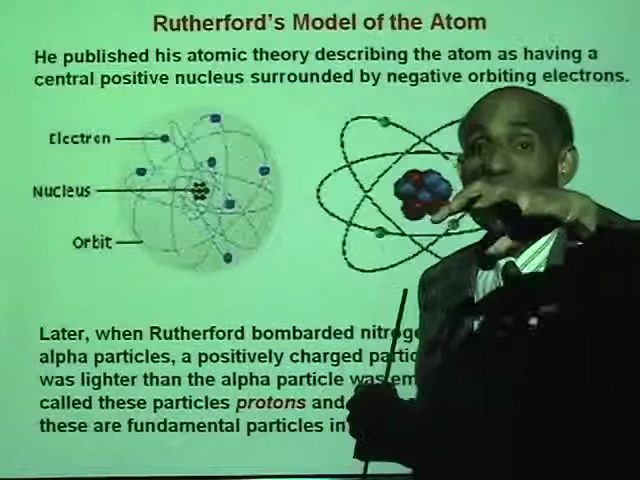 Rutherford's Model of the Atom
He published his atomic theory describing the atom as having a
central positive nucleus surrounded by negative orbiting electrons.
Electron
Nucleus
Orbit
Later, when Rutherford bombarded
alpha particles, a positively charged
was lighter than the alpha particle was
called these particles protons and
these are fundamental particles in